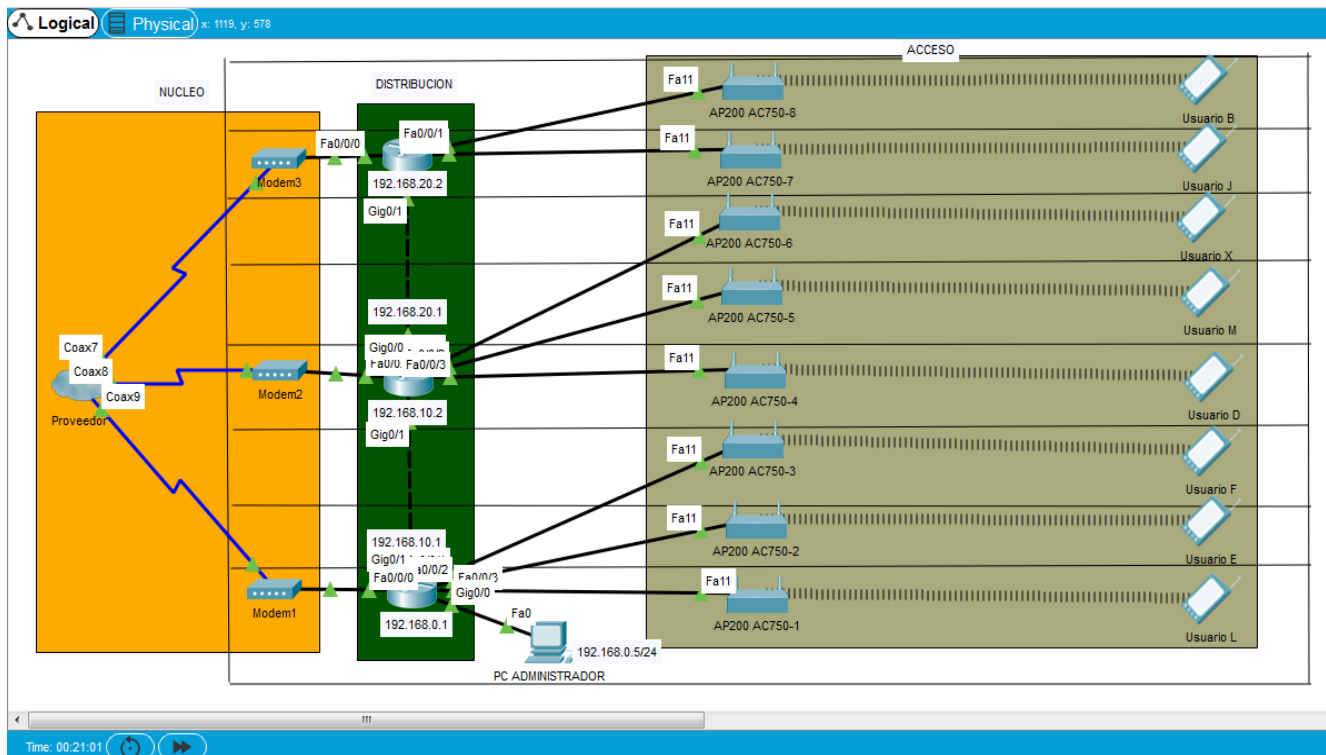 Logical Physical x: 1119, y: 578
ACCESO
NUCLEO
DISTRIBUCION
Fa11
AP200 AC750-8
Usuario B
Fa0/0/0
Fa0/0/1
Modem3
192.168.20.2
Gig0/1
Fa11
AP200 AC750-7
Usuario J
Fa11
AP200 AC750-6
Usuario X
Fa11
AP200 AC750-5
Usuario M
192.168.20.1
Gig0/0
Fa0/0/3
Coax7
Coax8
Coax9
Proveedor
Modem2
192.168.10.2
Gig0/1
Fa11
AP200 AC750-4
Usuario D
Fa11
AP200 AC750-3
Usuario F
Fa11
AP200 AC750-2
Usuario E
192.168.10.1
Gig0/1
Fa0/0/0
Fa0/0/3
Gig0/0
Modem1
192.168.0.1
Fa11
AP200 AC750-1
Usuario L
Fa0
192.168.0.5/24
PC ADMINISTRADOR
Time: 00:21:01